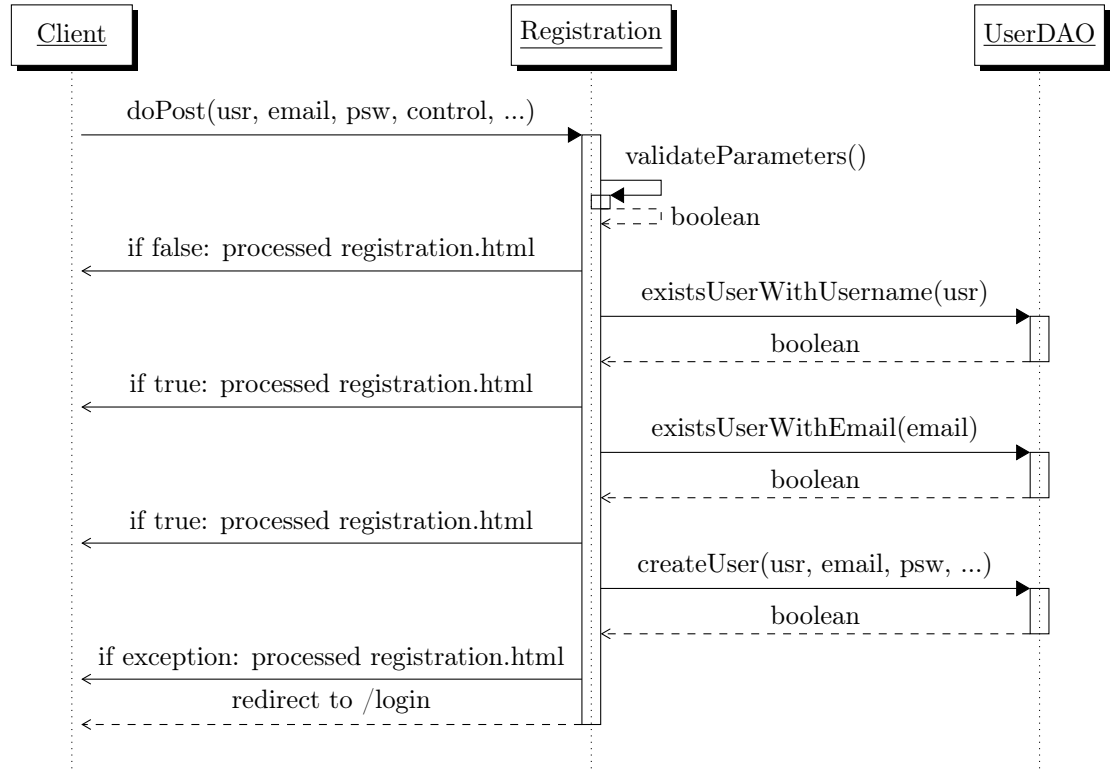 Client
Registration
UserDAO
doPost(usr, email, psw, control, ...)
validateParameters()
boolean
if false: processed registration.html
existsUserWithUsername(usr)
boolean
if true: processed registration.html
existsUserWithEmail(email)
boolean
if true: processed registration.html
createUser(usr, email, psw, ...)
boolean
if exception: processed registration.html
redirect to /login